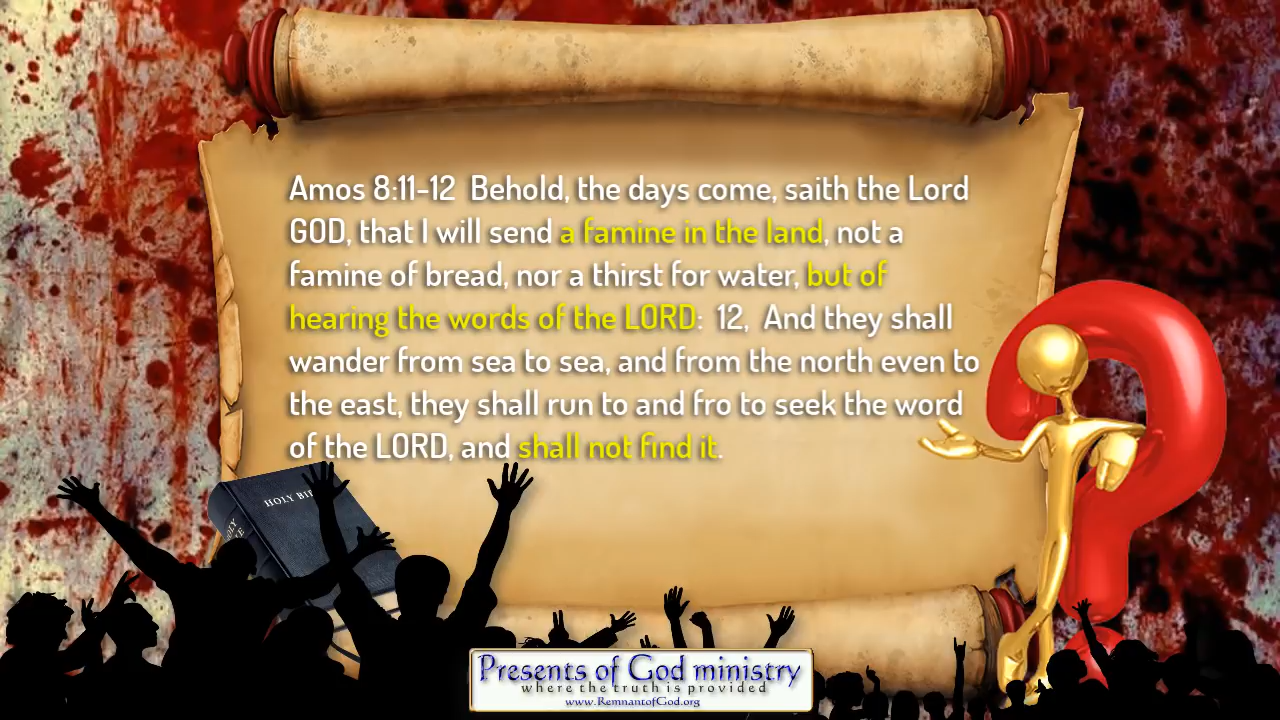 Amos 8:11-12  Behold, the days come, saith the Lord
GOD, that I will send a famine in the land, not a
famine of bread, nor a thirst for water, but of
hearing the words of the LORD:  12,  And they shall
wander from sea to sea, and from the north even to
the east, they shall run to and fro to seek the word
of the LORD, and shall not find it.
HOLY
Presents of God ministry
where the truth is provided
www.RemnantofGod.org